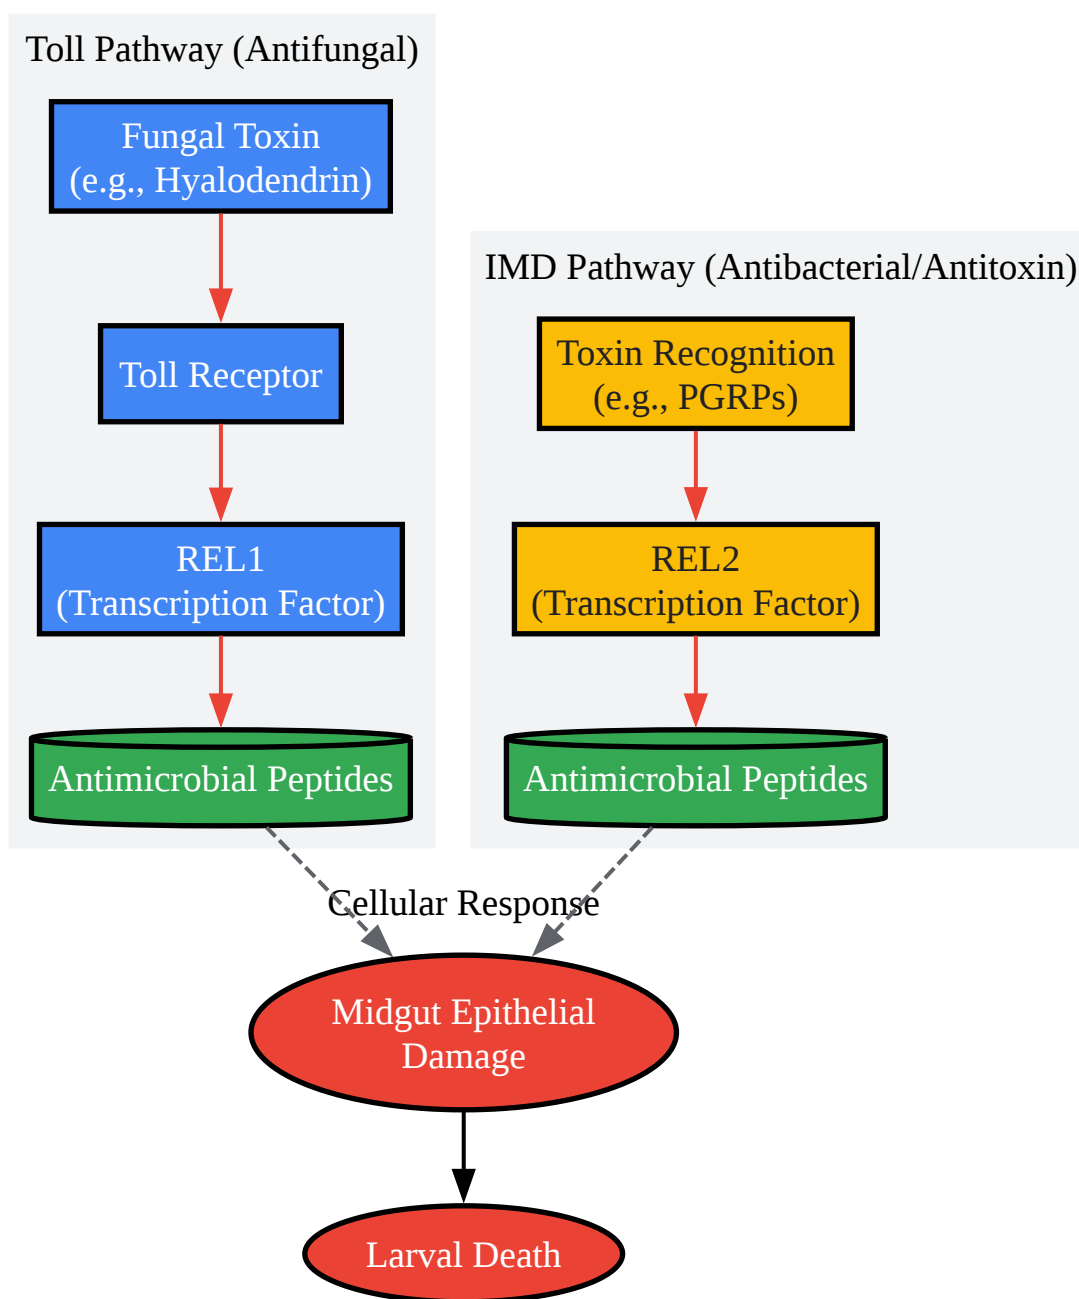 Toll Pathway (Antifungal)
Fungal Toxin
(e.g., Hyalodendrin)
Toll Receptor
REL1
(Transcription Factor)
Antimicrobial Peptides
IMD Pathway (Antibacterial/Antitoxin)
Toxin Recognition
(e.g., PGRPs)
REL2
(Transcription Factor)
Antimicrobial Peptides
Cellular Response
Midgut Epithelial
Damage
Larval Death